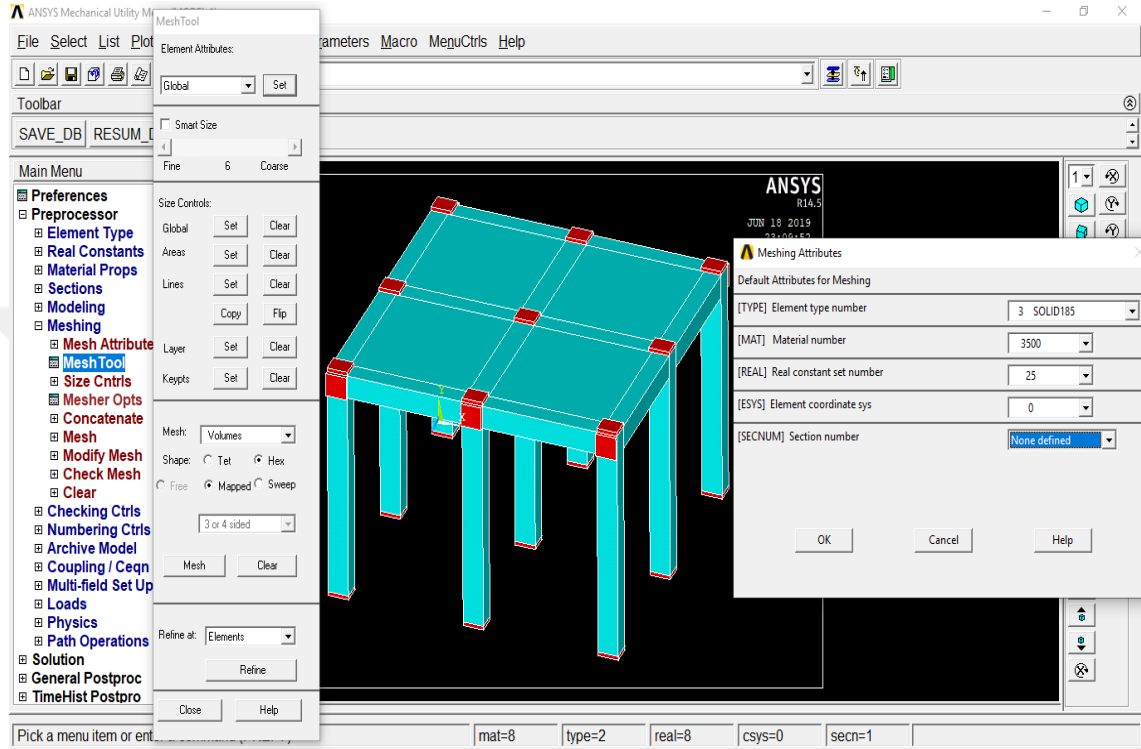 ANSYS Mechanical Utility M
MeshTool
File Select List Plot
rameters Macro MenuCtrls Help
Toolbar
SAVE_DB RESUM_D
Main Menu
Preferences
Preprocessor
Element Type
Real Constants
Material Props
Sections
Modeling
Meshing
Mesh Attribute
MeshTool
Size Cntrls
Mesher Opts
Concatenate
Mesh
Modify Mesh
Check Mesh
Clear
Checking Ctrls
Numbering Ctrls
Archive Model
Coupling / Ceqn
Multi-field Set Up
Loads
Physics
Path Operations
Solution
General Postproc
TimeHist Postpro
Element Attributes:
Global Set
Smart Size
Fine 6 Coarse
Size Controls:
Global Set Clear
Areas Set Clear
Lines Set Clear
Copy Flip
Layer Set Clear
Keypts Set Clear
Mesh: Volumes
Shape: Tet Hex
Free Mapped Sweep
3 or 4 sided
Mesh Clear
Refine at: Elements
Refine
Close Help
ANSYS
R14.5
JUN 18 2019
23:09:52
Y
X
1
Meshing Attributes
Default Attributes for Meshing
[TYPE] Element type number 3 SOLID185
[MAT] Material number 3500
[REAL] Real constant set number 25
[ESYS] Element coordinate sys 0
[SECNUM] Section number None defined
OK Cancel Help
Pick a menu item or ent
mat=8 type=2 real=8 csys=0 secn=1